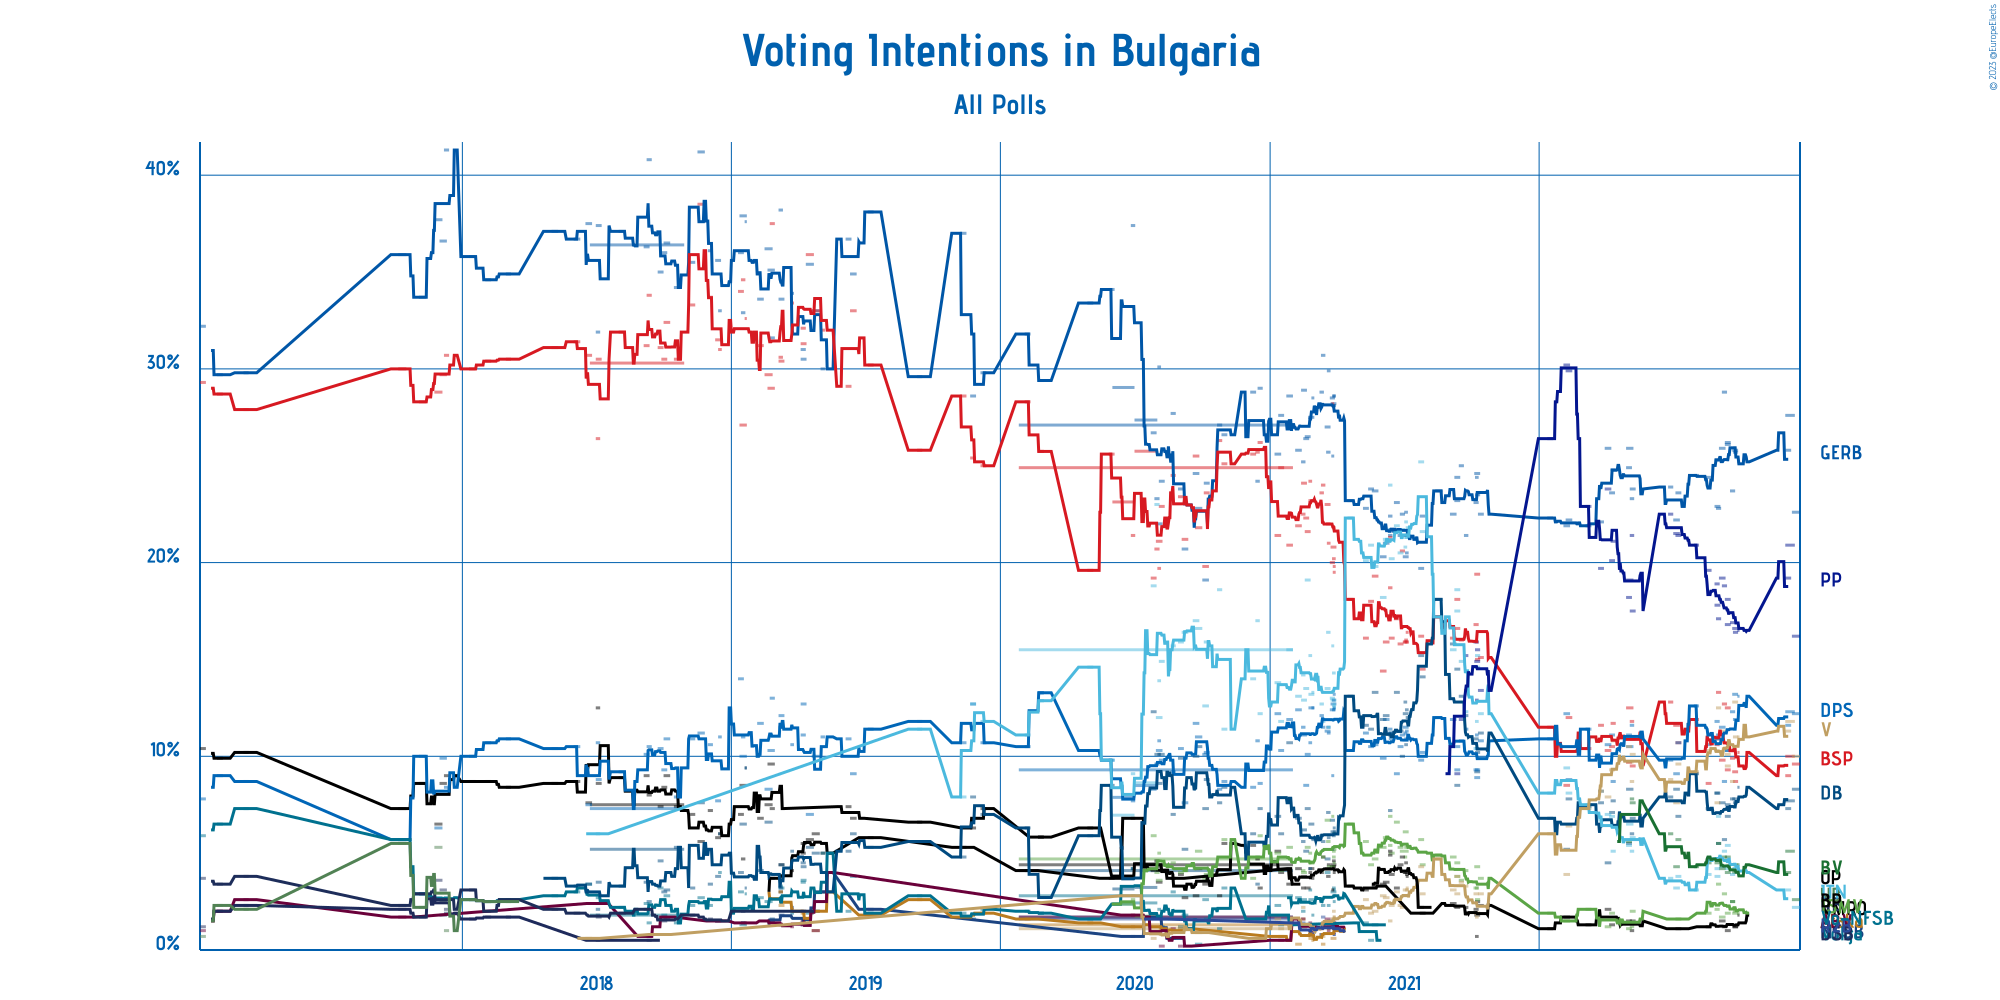 Voting Intentions in Bulgaria
© 2023 @EuropeElects
All Polls
40%
30%
20%
10%
0%
GERB
PP
DPS
V
BSP
DB
BV
2018
2019
2020
2021